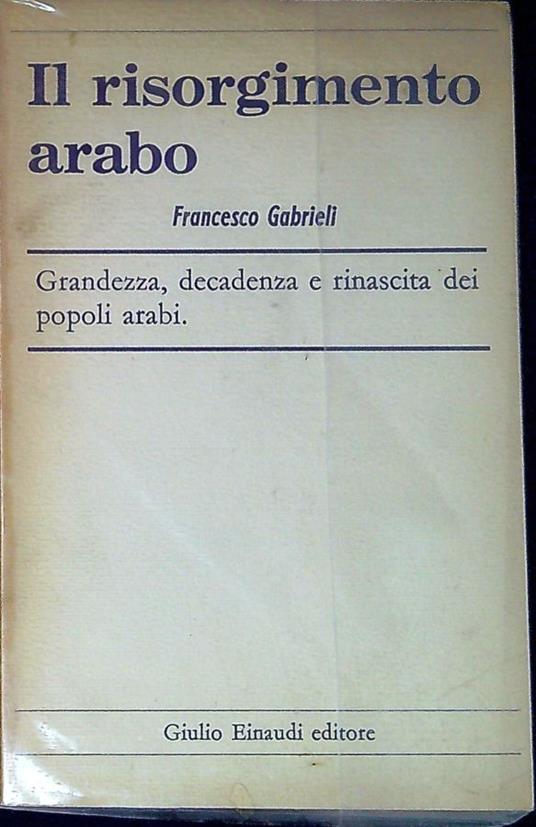 Il risorgimento
arabo
Francesco Gabrieli
Grandezza, decadenza e rinascita dei
popoli arabi.
Giulio Einaudi editore